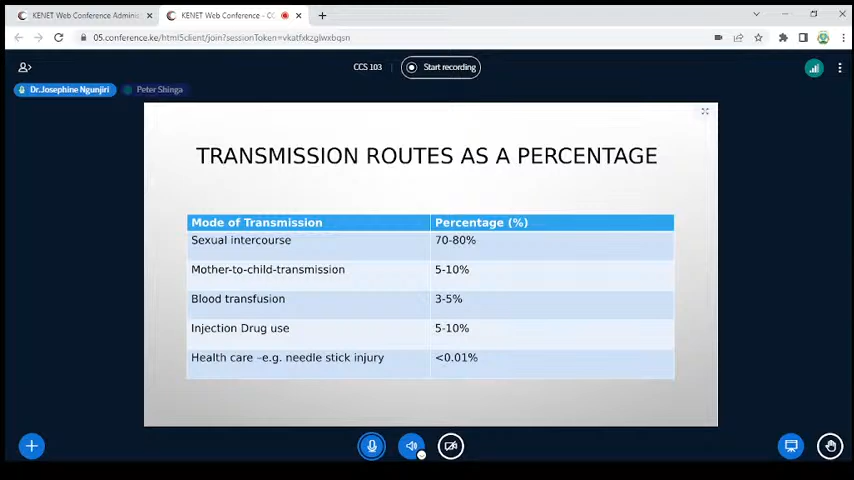 KENET Web Conference Adminis
KENET Web Conference - CC
05.conference.ke/html5client/join?sessionToken=vkatfxkzglwxbqsn
CCS 103
Start recording
Dr.Josephine Ngunjiri
Peter Shinga
TRANSMISSION ROUTES AS A PERCENTAGE
Mode of Transmission Percentage (%)
Sexual intercourse 70-80%
Mother-to-child-transmission 5-10%
Blood transfusion 3-5%
Injection Drug use 5-10%
Health care –e.g. needle stick injury <0.01%